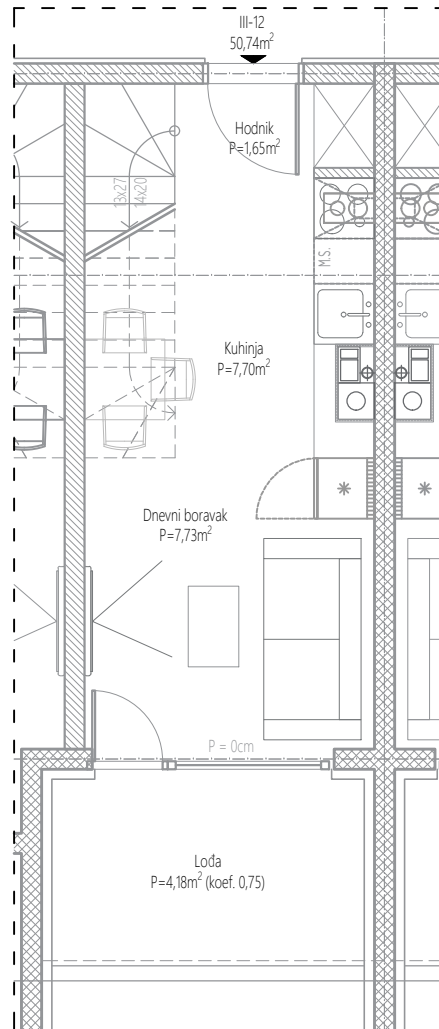 III-12
50,74m²
Hodnik
P=1,65m²
13x27
14x20
M.S.
Kuhinja
P=7,70m²
Dnevni boravak
P=7,73m²
P = 0cm
Lođa
P=4,18m² (koef. 0,75)